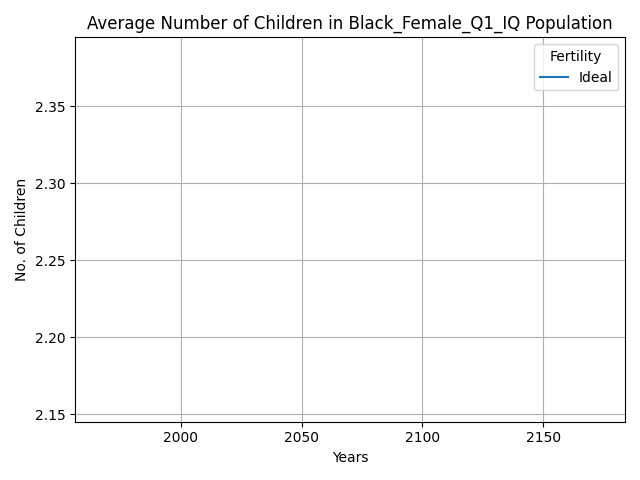 Average Number of Children in Black_Female_Q1_IQ Population
Fertility
Ideal
2.35
2.30
2.25
2.20
2.15
No. of Children
2000 2050 2100 2150
Years